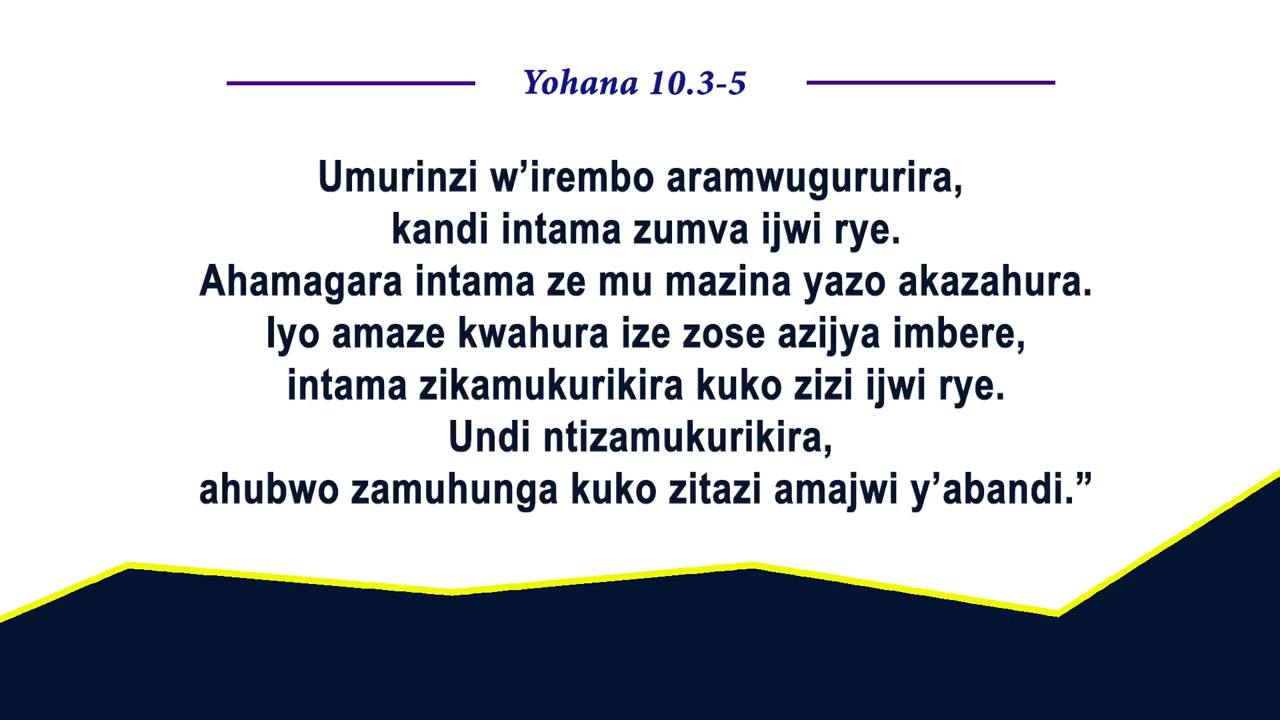 Yohana 10.3-5
Umurinzi w’irembo aramwugururira,
kandi intama zumva ijwi rye.
Ahamagara intama ze mu mazina yazo akazahura.
Iyo amaze kwahura ize zose azijya imbere,
intama zikamukurikira kuko zizi ijwi rye.
Undi ntizamukurikira,
ahubwo zamuhunga kuko zitazi amajwi y’abandi.”